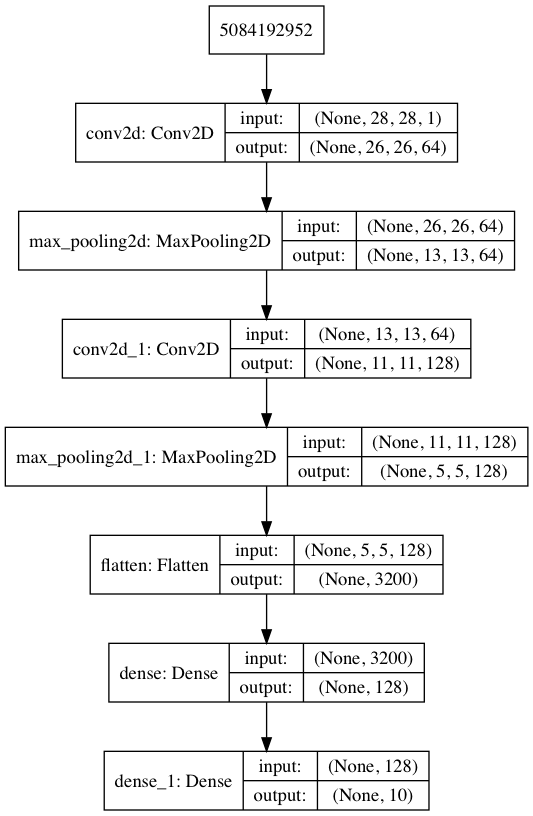 5084192952
conv2d: Conv2D
input:
(None, 28, 28, 1)
output:
(None, 26, 26, 64)
max_pooling2d: MaxPooling2D
input:
(None, 26, 26, 64)
output:
(None, 13, 13, 64)
conv2d_1: Conv2D
input:
(None, 13, 13, 64)
output:
(None, 11, 11, 128)
max_pooling2d_1: MaxPooling2D
input:
(None, 11, 11, 128)
output:
(None, 5, 5, 128)
flatten: Flatten
input:
(None, 5, 5, 128)
output:
(None, 3200)
dense: Dense
input:
(None, 3200)
output:
(None, 128)
dense_1: Dense
input:
(None, 128)
output:
(None, 10)